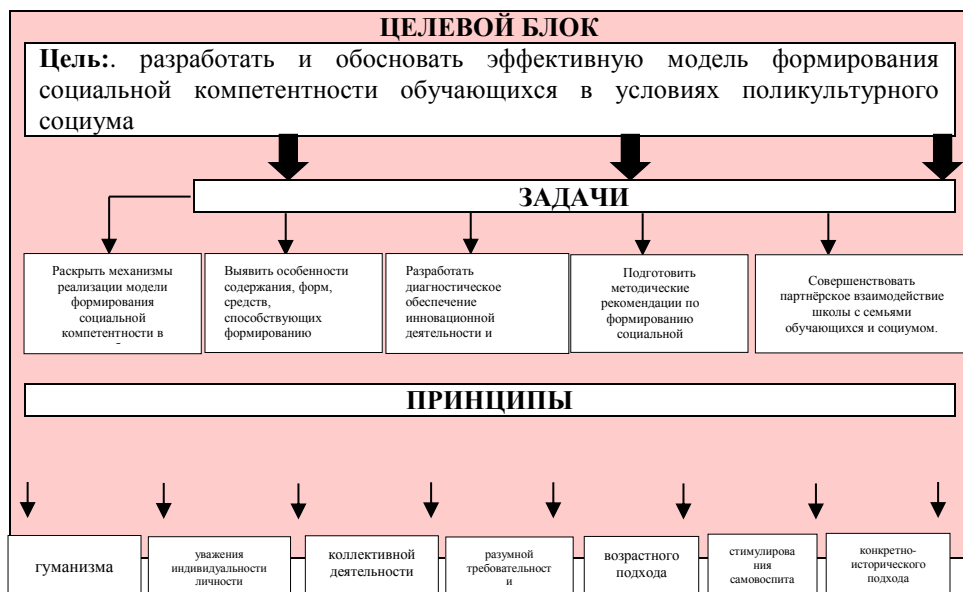 ЦЕЛЕВОЙ БЛОК
Цель:. разработать и обосновать эффективную модель формирования
социальной компетентности обучающихся в условиях поликультурного
социума
ЗАДАЧИ
Раскрыть механизмы
реализации модели
формирования
социальной
компетентности в
Выявить особенности
содержания, форм,
средств,
способствующих
формированию
Разработать
диагностическое
обеспечение
инновационной
деятельности и
Подготовить
методические
рекомендации по
формированию
социальной
Совершенствовать
партнёрское взаимодействие
школы с семьями
обучающихся и социумом.
ПРИНЦИПЫ
гуманизма
уважения
индивидуальности
личности
коллективной
деятельности
разумной
требовательност
и
возрастного
подхода
стимулирова
ния
самовоспита
конкретно-
исторического
подхода